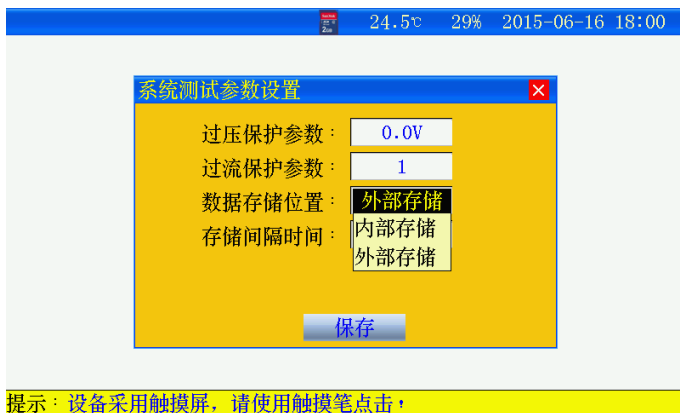 24.5℃ 29% 2015-06-16 18:00
系统测试参数设置
过压保护参数： 0.0V
过流保护参数： 1
数据存储位置： 外部存储
内部存储
存储间隔时间：
外部存储
保存
提示：设备采用触摸屏，请使用触摸笔点击！